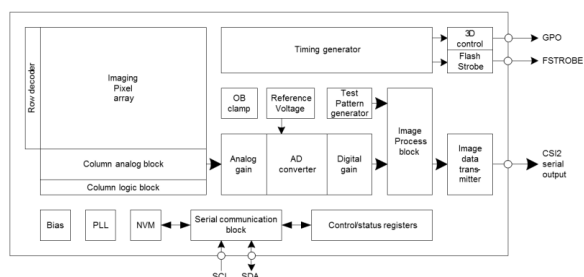 Row decoder
Imaging
Pixel
array
Column analog block
Column logic block
Timing generator
3D
control
Flash
Strobe
GPO
FSTROBE
OB
clamp
Reference
Voltage
Test
Pattern
generator
Analog
gain
AD
converter
Digital
gain
Image
Process
block
Image
data
trans-
mitter
CSI2
serial
output
Bias
PLL
NVM
Serial communication
block
Control/status registers
SCL
SDA